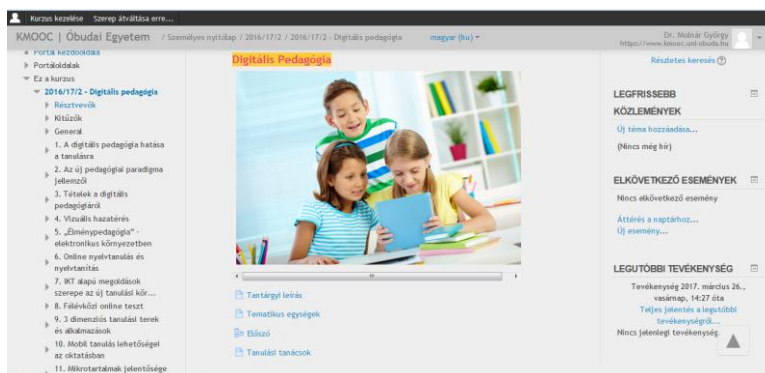 Kurzus kezelése Szerep átváltása erre...
KMOOC | Óbudai Egyetem / Személyes nyitólap / 2016/17/2 / 2016/17/2 - Digitális pedagógia magyar (hu)
Dr. Molnár György
https://www.kmooc.uni-obuda.hu
Portál kezdőoldala
Portáloldalak
Ez a kurzus
2016/17/2 - Digitális pedagógia
Résztvevők
Kitűzők
General
1. A digitális pedagógia hatása
a tanulásra
2. Az új pedagógiai paradigma
jellemzői
3. Tételek a digitális
pedagógiáról
4. Vizuális hazatérés
5. „Élménypedagógia" -
elektronikus környezetben
6. Online nyelvtanulás és
nyelvtanítás
7. IKT alapú megoldások
szerepe az új tanulási kör...
8. Félévközi online teszt
9. 3 dimenziós tanulási terek
és alkalmazások
10. Mobil tanulás lehetőségei
az oktatásban
11. Mikrotartalmak jelentősége
Digitális Pedagógia
Tantárgyi leírás
Tematikus egységek
Előszó
Tanulási tanácsok
Részletes keresés
LEGFRISSEBB
KÖZLEMÉNYEK
Új téma hozzáadása...
(Nincs még hír)
ELKÖVETKEZŐ ESEMÉNYEK
Nincs elkövetkező esemény
Áttérés a naptárhoz...
Új esemény...
LEGUTÓBBI TEVÉKENYSÉG
Tevékenység 2017. március 26.,
vasárnap, 14:27 óta
Teljes jelentés a legutóbbi
tevékenységről...
Nincs jelenlegi tevékenység.